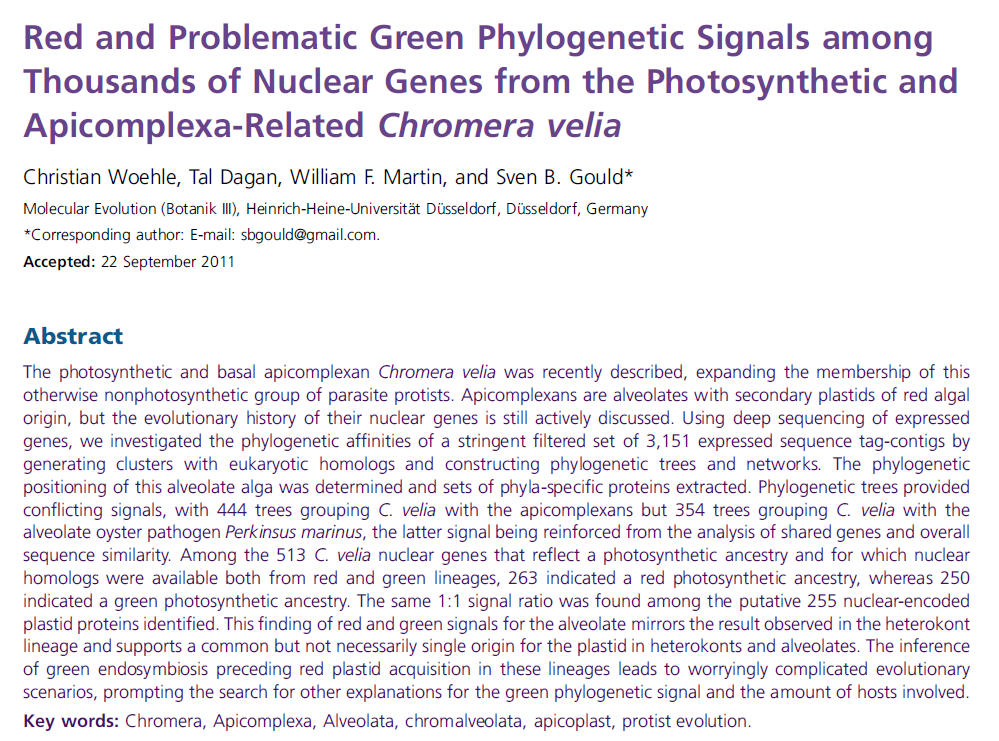 Red and Problematic Green Phylogenetic Signals among
Thousands of Nuclear Genes from the Photosynthetic and
Apicomplexa-Related Chromera velia
Christian Woehle, Tal Dagan, William F. Martin, and Sven B. Gould*
Molecular Evolution (Botanik III), Heinrich-Heine-Universität Düsseldorf, Düsseldorf, Germany
*Corresponding author: E-mail: sbgould@gmail.com.
Accepted: 22 September 2011
Abstract
The photosynthetic and basal apicomplexan Chromera velia was recently described, expanding the membership of this
otherwise nonphotosynthetic group of parasite protists. Apicomplexans are alveolates with secondary plastids of red algal
origin, but the evolutionary history of their nuclear genes is still actively discussed. Using deep sequencing of expressed
genes, we investigated the phylogenetic affinities of a stringent filtered set of 3,151 expressed sequence tag-contigs by
generating clusters with eukaryotic homologs and constructing phylogenetic trees and networks. The phylogenetic
positioning of this alveolate alga was determined and sets of phyla-specific proteins extracted. Phylogenetic trees provided
conflicting signals, with 444 trees grouping C. velia with the apicomplexans but 354 trees grouping C. velia with the
alveolate oyster pathogen Perkinsus marinus, the latter signal being reinforced from the analysis of shared genes and overall
sequence similarity. Among the 513 C. velia nuclear genes that reflect a photosynthetic ancestry and for which nuclear
homologs were available both from red and green lineages, 263 indicated a red photosynthetic ancestry, whereas 250
indicated a green photosynthetic ancestry. The same 1:1 signal ratio was found among the putative 255 nuclear-encoded
plastid proteins identified. This finding of red and green signals for the alveolate mirrors the result observed in the heterokont
lineage and supports a common but not necessarily single origin for the plastid in heterokonts and alveolates. The inference
of green endosymbiosis preceding red plastid acquisition in these lineages leads to worryingly complicated evolutionary
scenarios, prompting the search for other explanations for the green phylogenetic signal and the amount of hosts involved.
Key words: Chromera, Apicomplexa, Alveolata, chromalveolata, apicoplast, protist evolution.